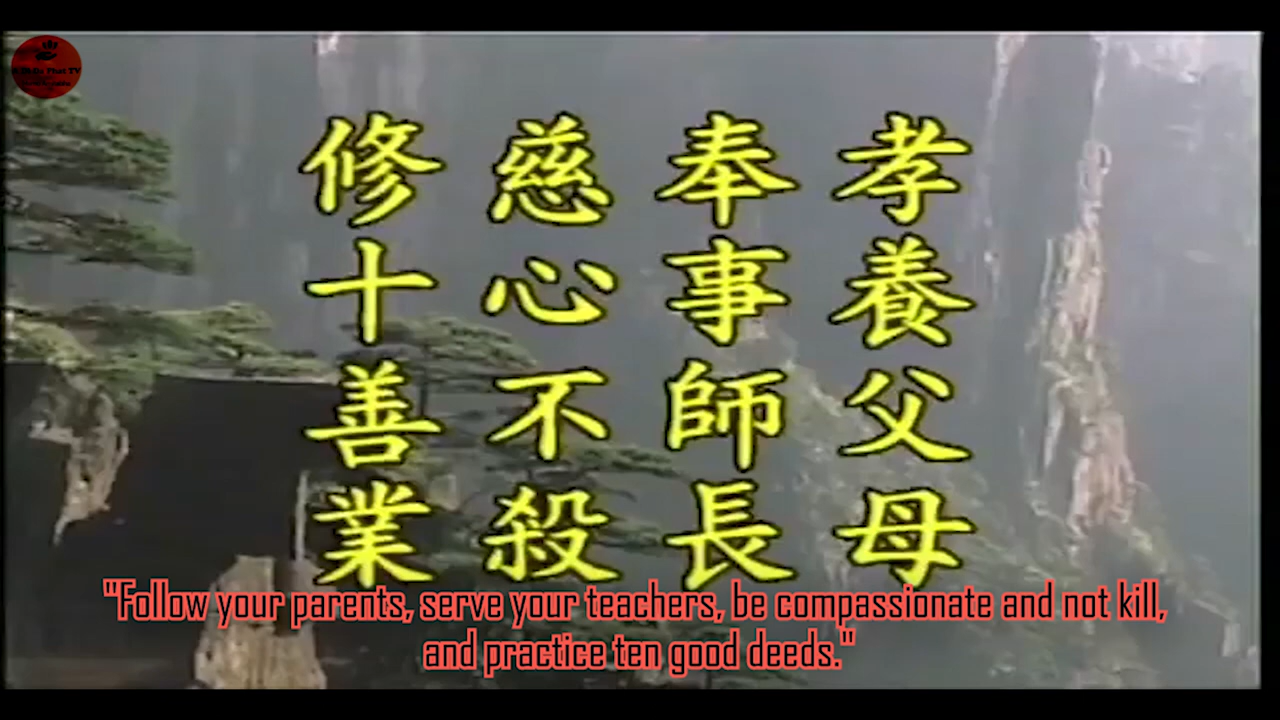 孝養父母
奉事師長
慈心不殺
修十善業
"Follow your parents, serve your teachers, be compassionate and not kill,
and practice ten good deeds."